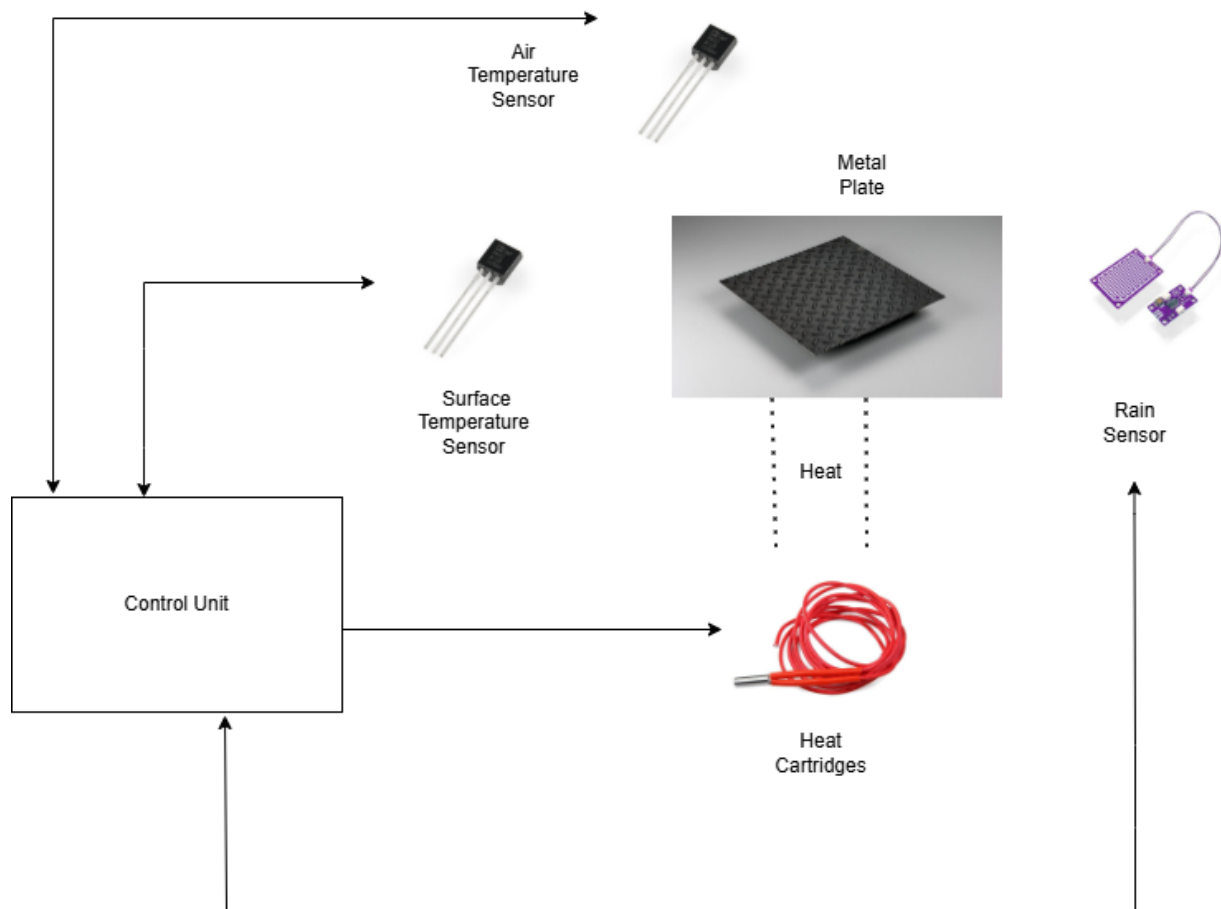 Air
Temperature
Sensor
Metal
Plate
Surface
Temperature
Sensor
Heat
Rain
Sensor
Control Unit
Heat
Cartridges